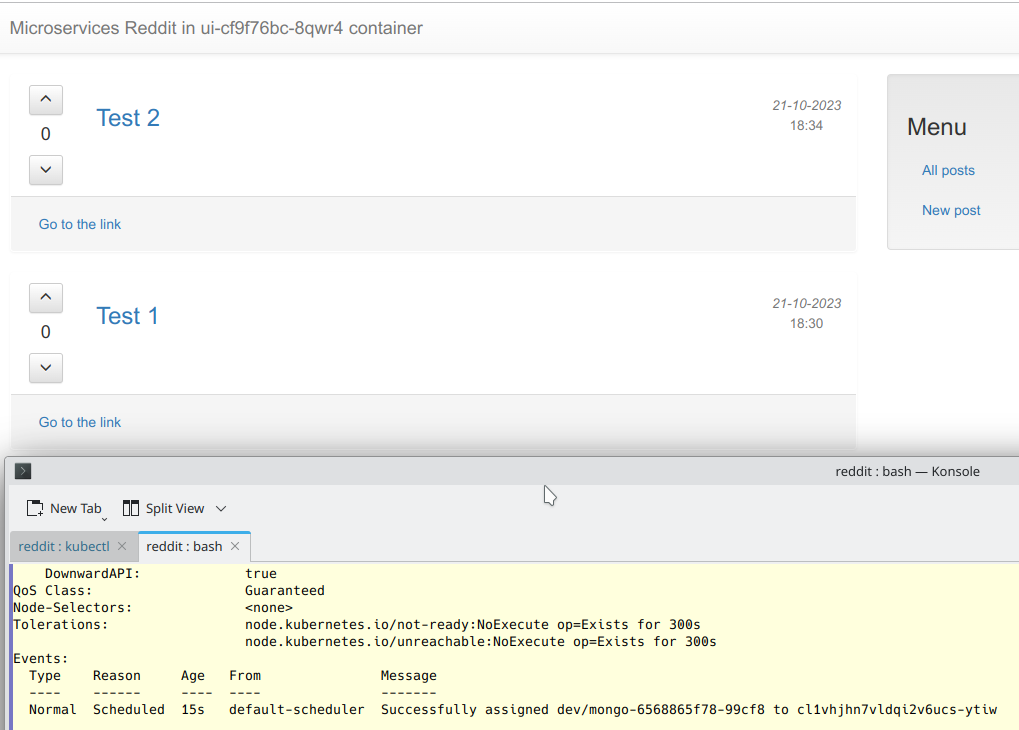 Microservices Reddit in ui-cf9f76bc-8qwr4 container
Test 2
21-10-2023
18:34
0
Go to the link
Menu
All posts
New post
Test 1
21-10-2023
18:30
0
Go to the link
reddit : bash — Konsole
New Tab
Split View
reddit : kubectl
reddit : bash
DownwardAPI: true
QoS Class: Guaranteed
Node-Selectors: <none>
Tolerations: node.kubernetes.io/not-ready:NoExecute op=Exists for 300s
node.kubernetes.io/unreachable:NoExecute op=Exists for 300s
Events:
Type Reason Age From Message
---- ------ ---- ---- -------
Normal Scheduled 15s default-scheduler Successfully assigned dev/mongo-6568865f78-99cf8 to cl1vhjhn7vldqi2v6ucs-ytiw